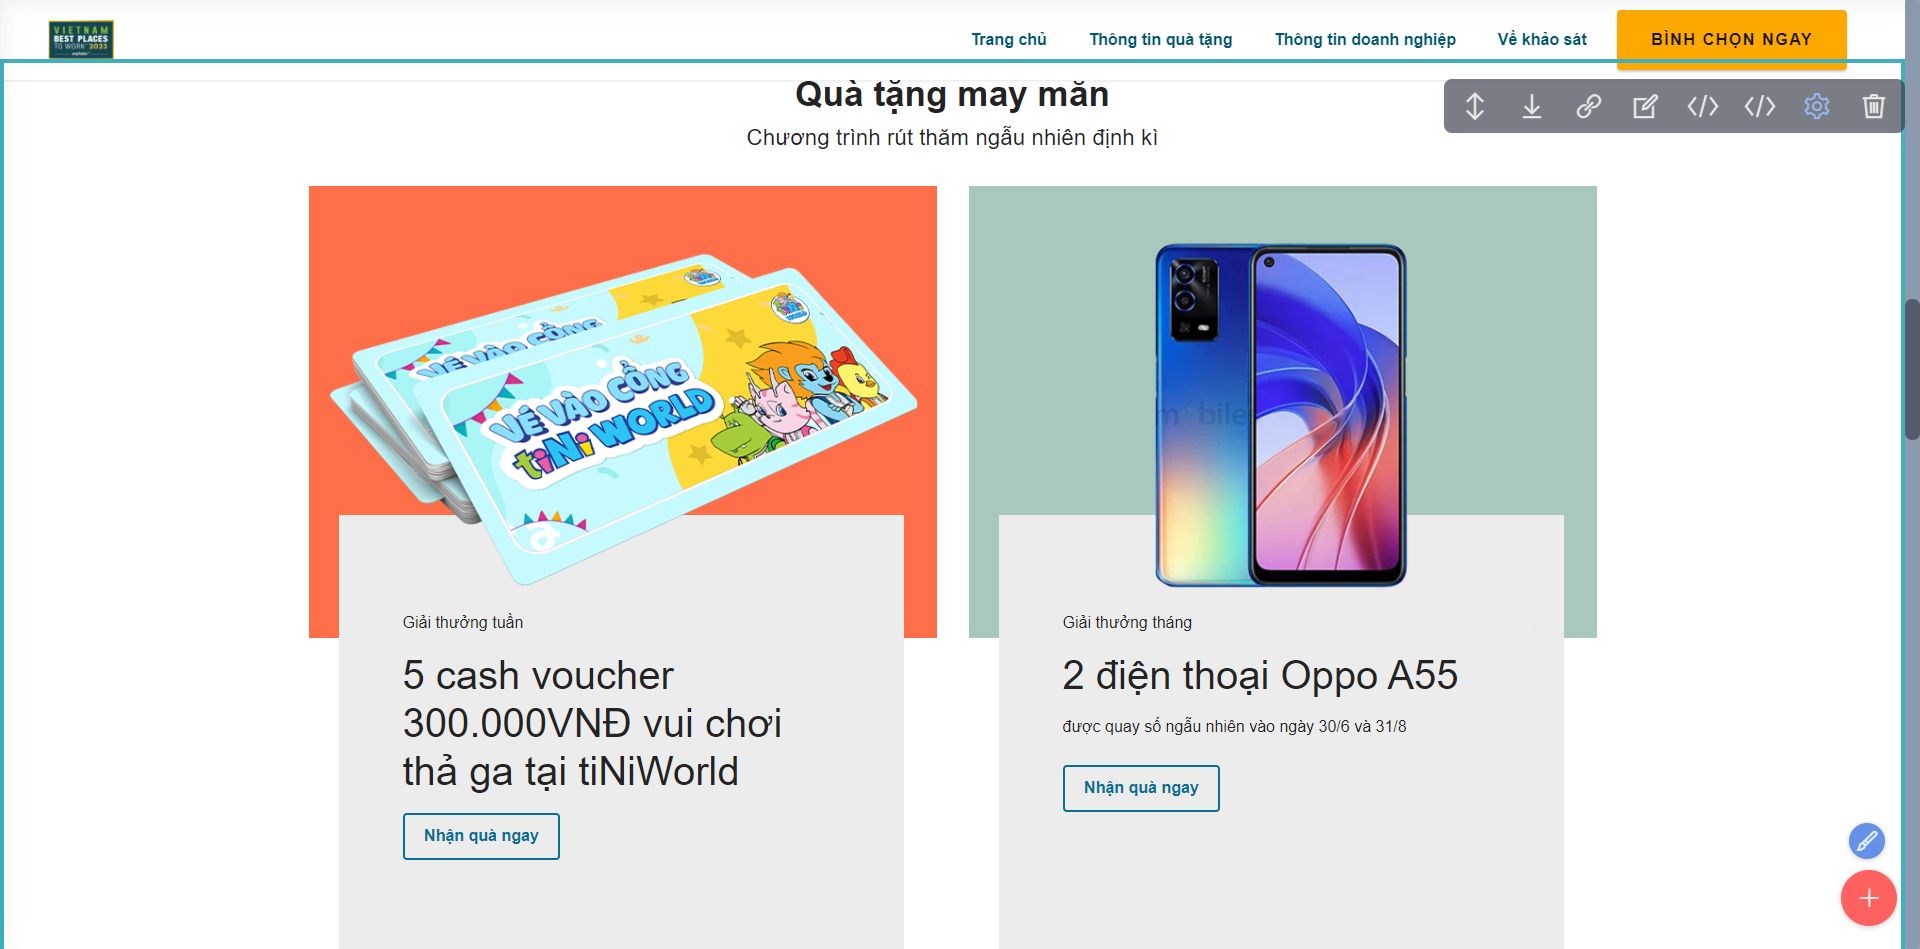 VIETNAM
BEST PLACES
TO WORK 2023
Trang chủ
Thông tin quà tặng
Thông tin doanh nghiệp
Về khảo sát
BÌNH CHỌN NGAY
Quà tặng may mắn
Chương trình rút thăm ngẫu nhiên định kì
VÉ VÀO CỔNG
VÉ VÀO CỔNG
tiNi WORLD
Giải thưởng tuần
5 cash voucher
300.000VNĐ vui chơi
thả ga tại tiNiWorld
Nhận quà ngay
Giải thưởng tháng
2 điện thoại Oppo A55
được quay số ngẫu nhiên vào ngày 30/6 và 31/8
Nhận quà ngay